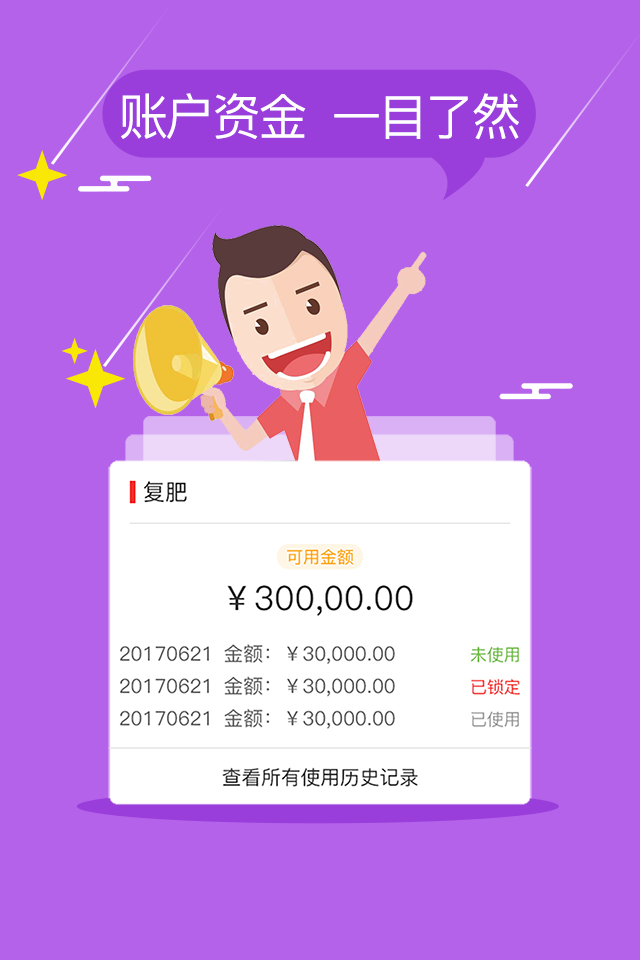 账户资金 一目了然
复肥
可用金额
￥300,00.00
20170621 金额：￥30,000.00 未使用
20170621 金额：￥30,000.00 已锁定
20170621 金额：￥30,000.00 已使用
查看所有使用历史记录